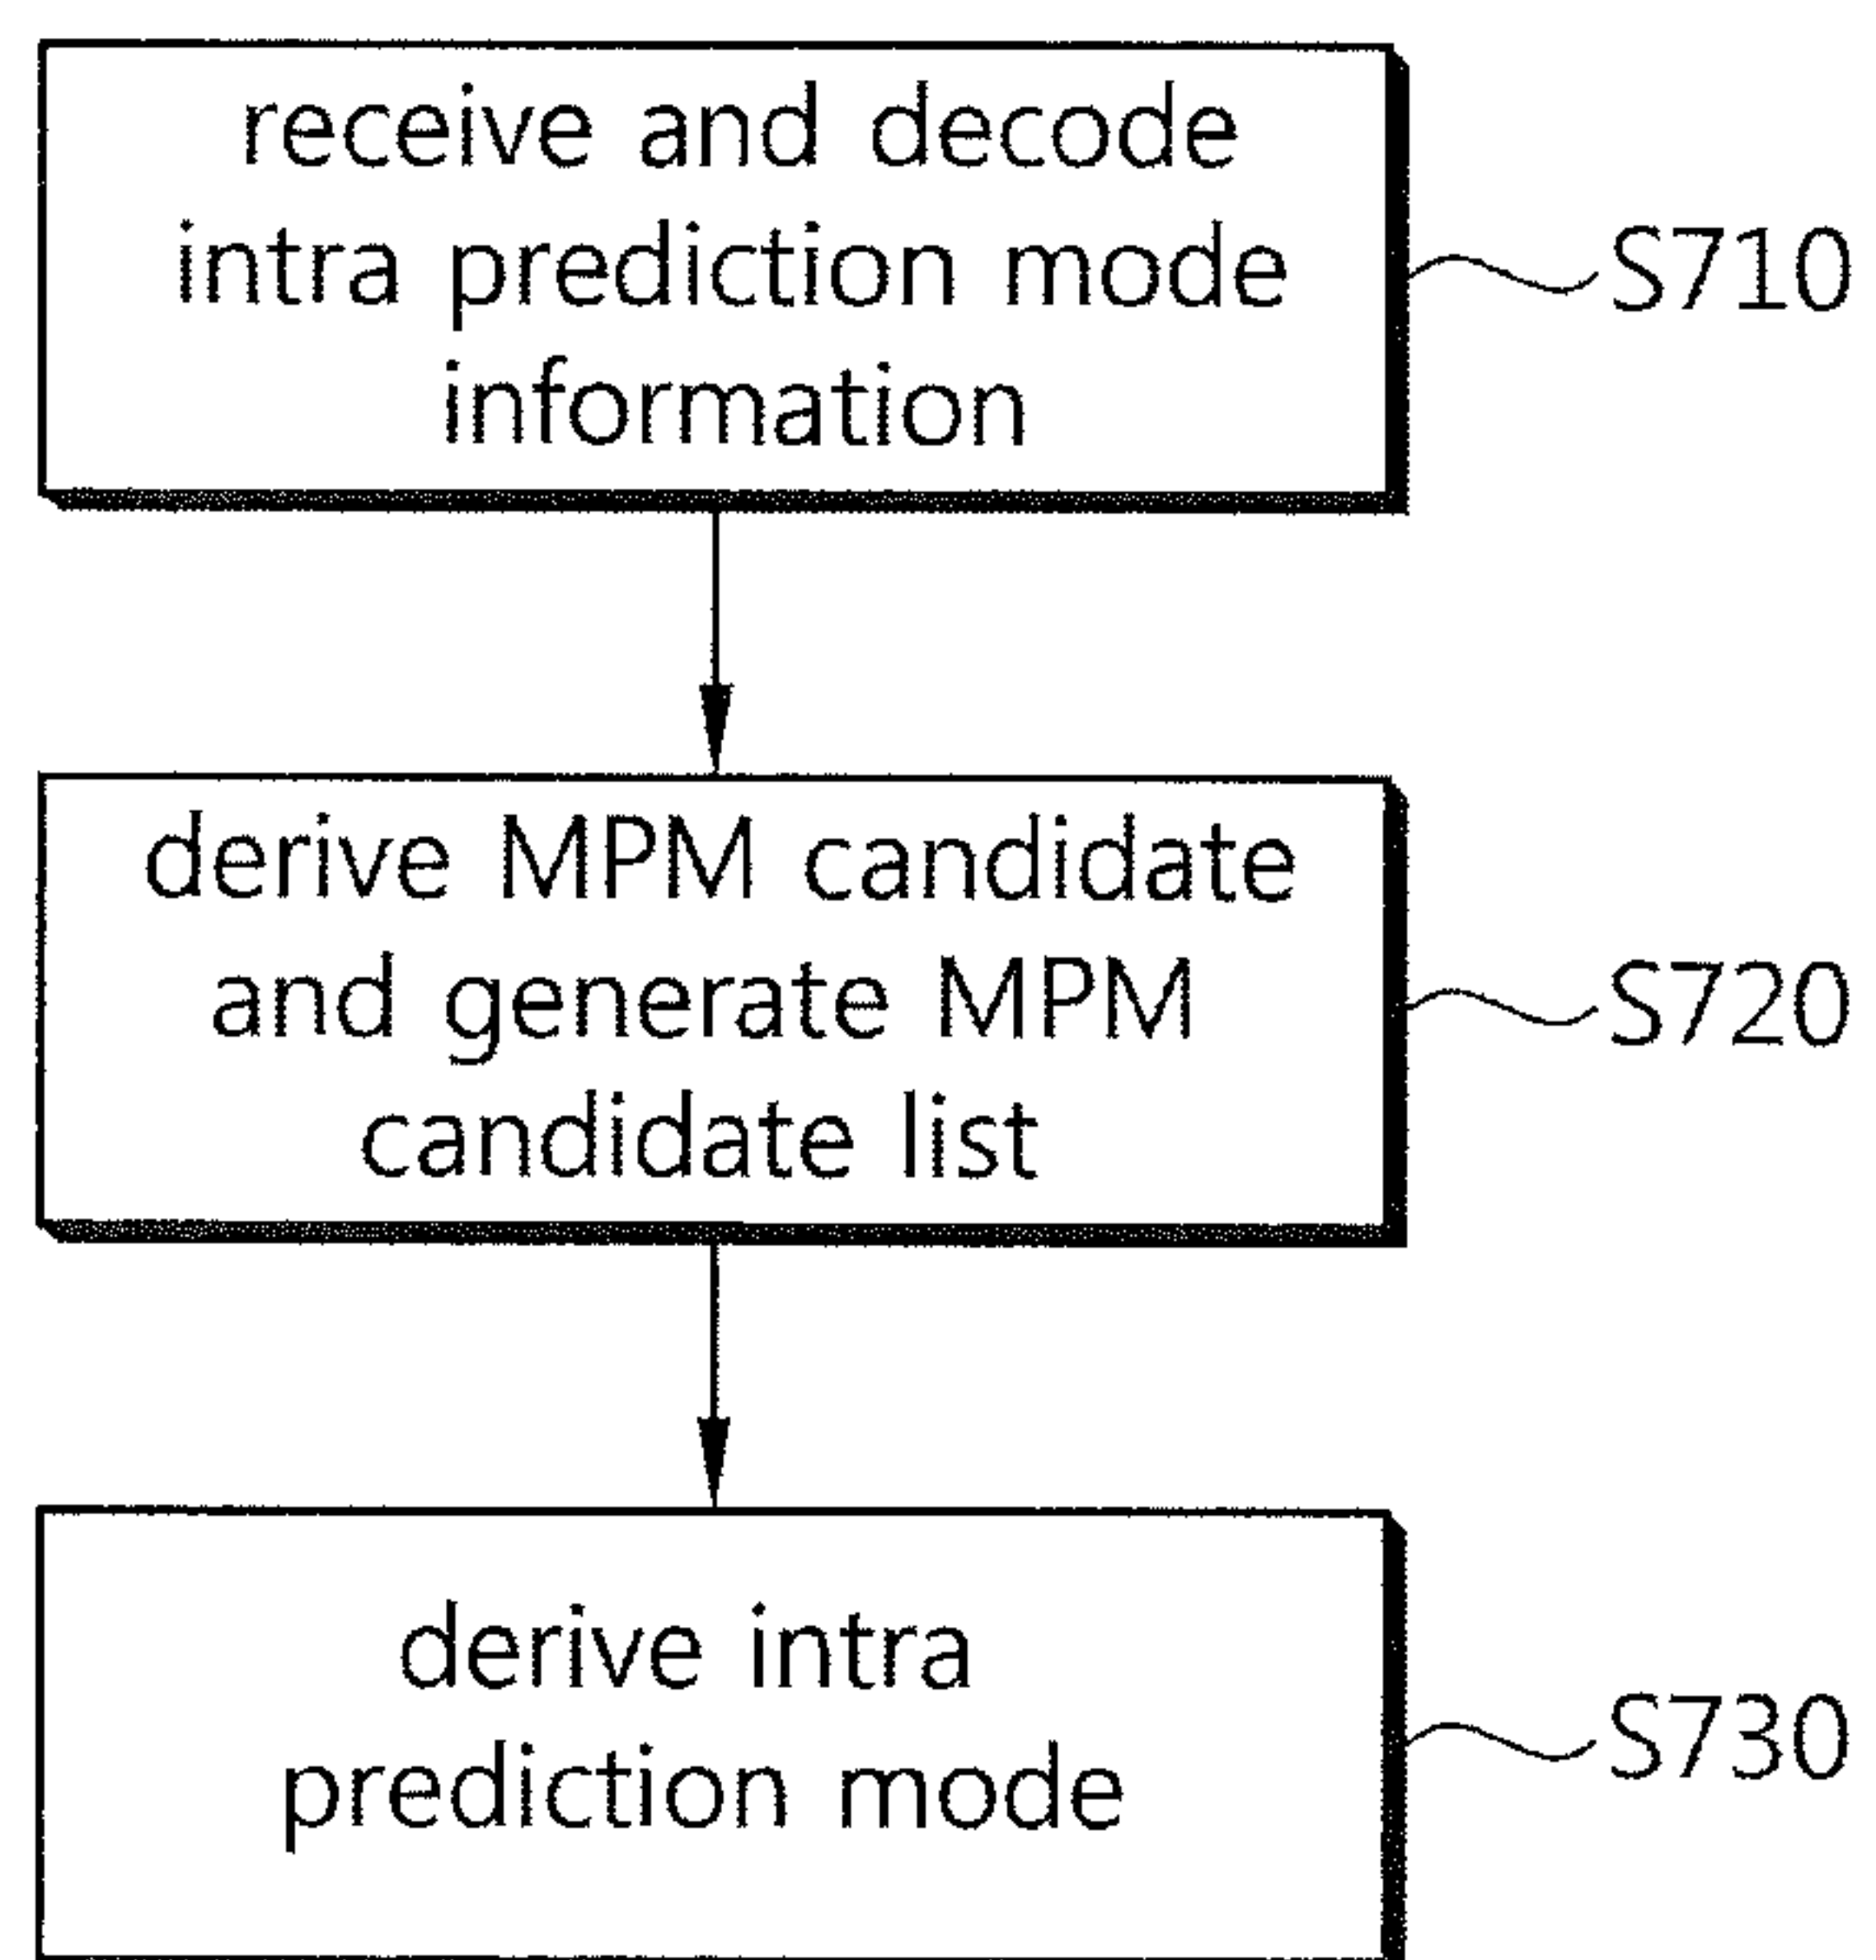 receive and decode
intra prediction mode
information
S710
derive MPM candidate
and generate MPM
candidate list
S720
derive intra
prediction mode
S730